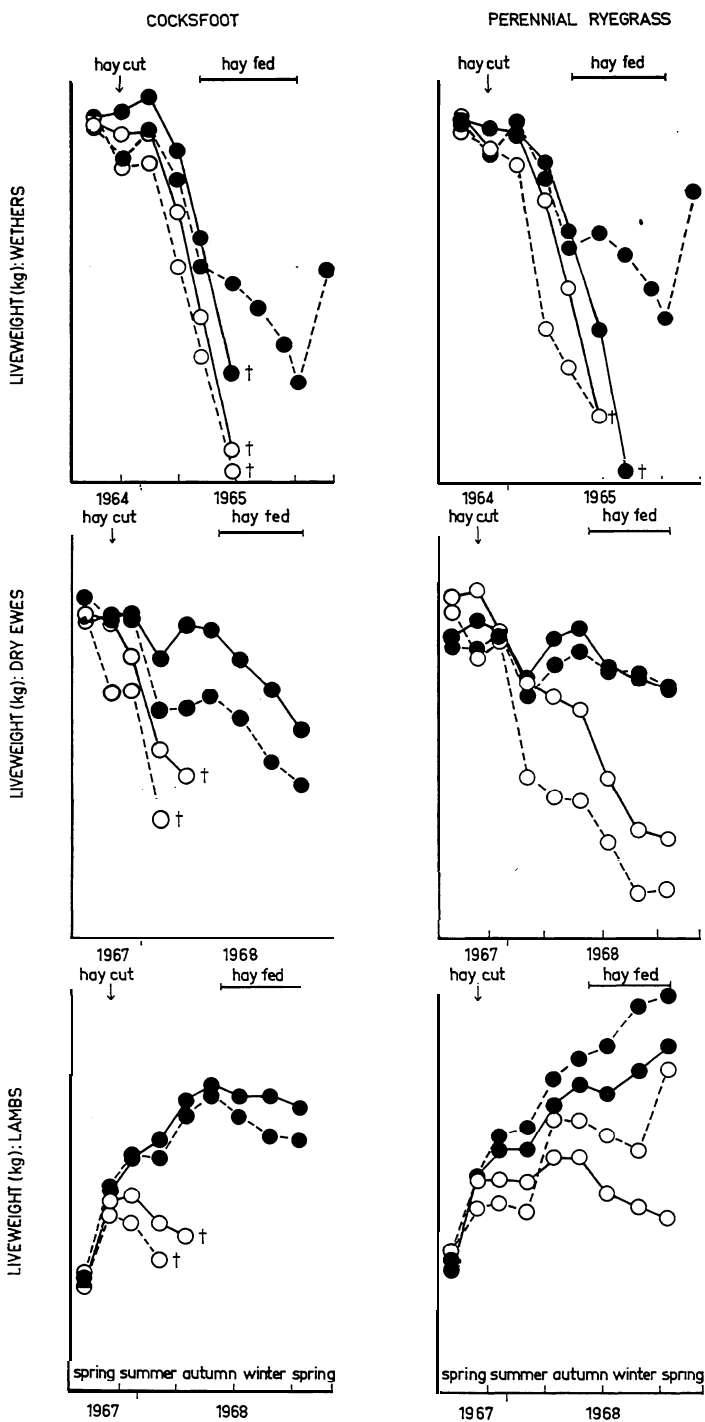 COCKSFOOT PERENNIAL RYEGRASS
hay cut hay fed hay cut hay fed
LIVEWEIGHT (kg): WETHERS
† † † † †
1964 1965 1964 1965
hay cut hay fed hay cut hay fed
LIVEWEIGHT (kg): DRY EWES
† †
1967 1968 1967 1968
hay cut hay fed hay cut hay fed
LIVEWEIGHT (kg): LAMBS
† †
spring summer autumn winter spring spring summer autumn winter spring
1967 1968 1967 1968